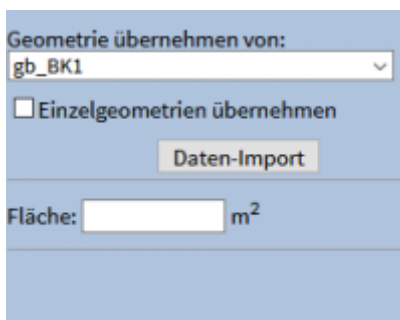 Geometrie übernehmen von:
gb_BK1
Einzelgeometrien übernehmen
Daten-Import
Fläche: m²